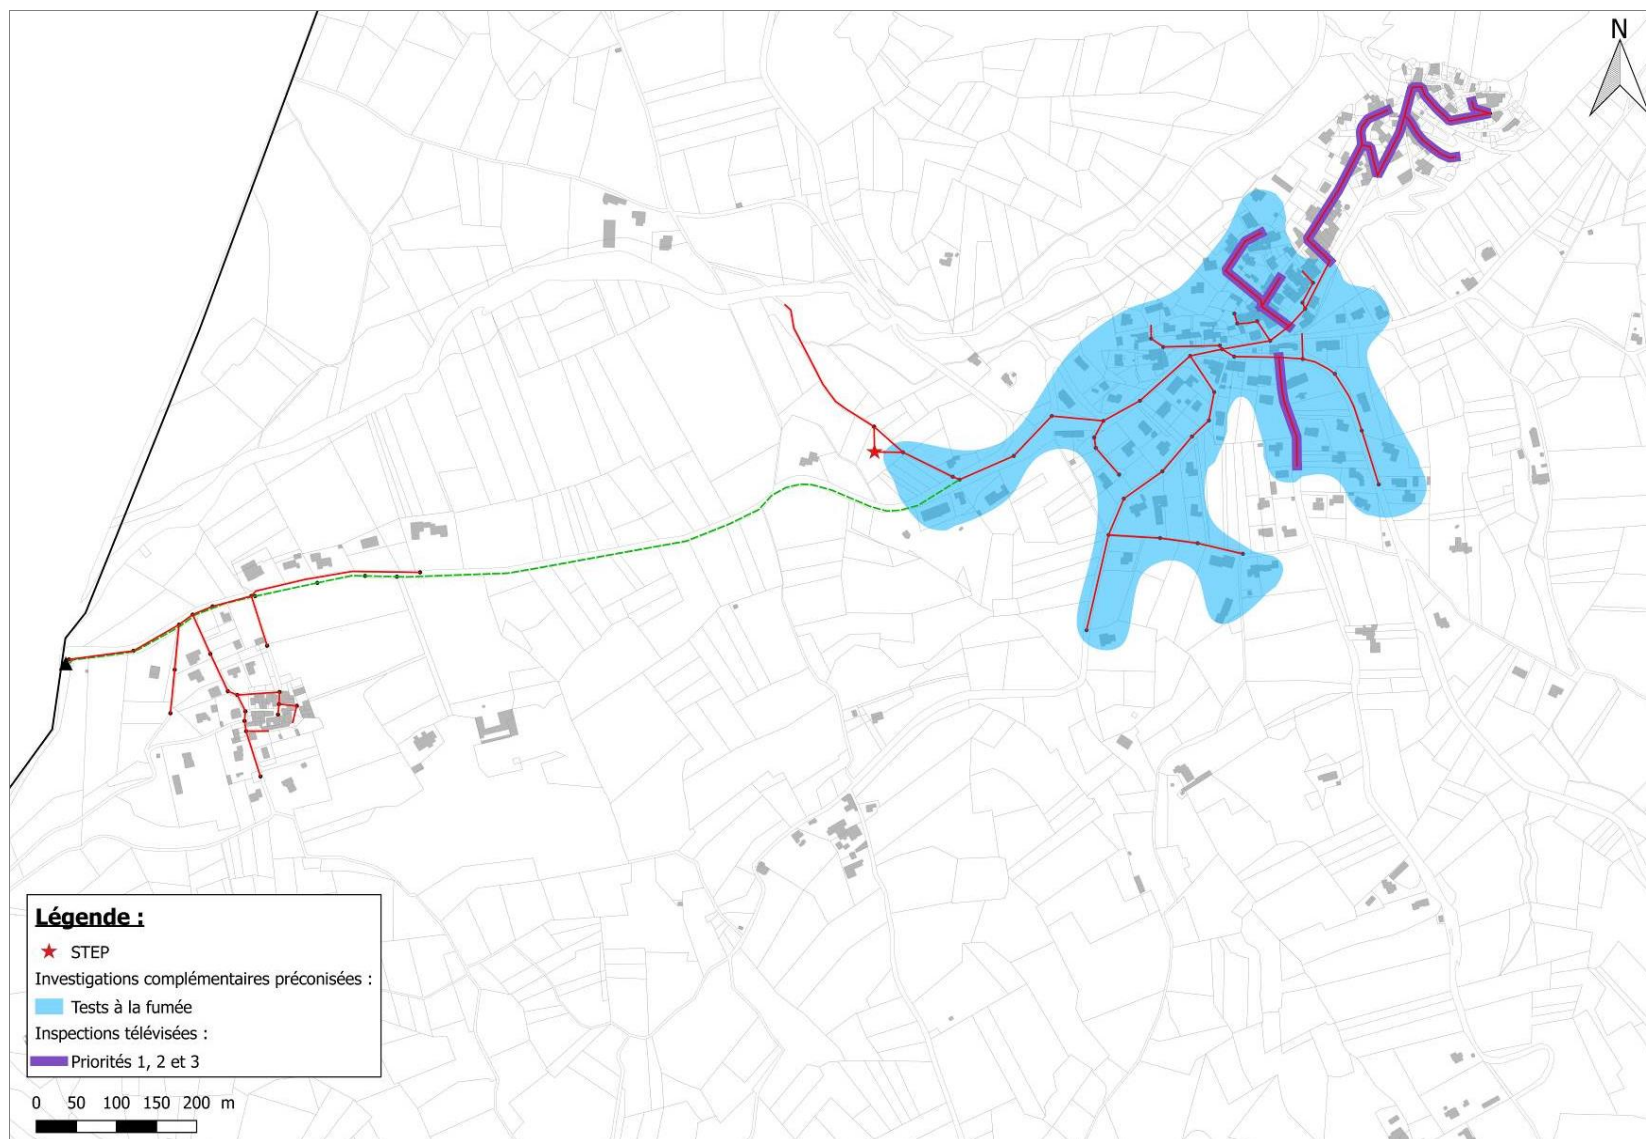 N
Légende :
STEP
Investigations complémentaires préconisées :
Tests à la fumée
Inspections télévisées :
Priorités 1, 2 et 3
0 50 100 150 200 m